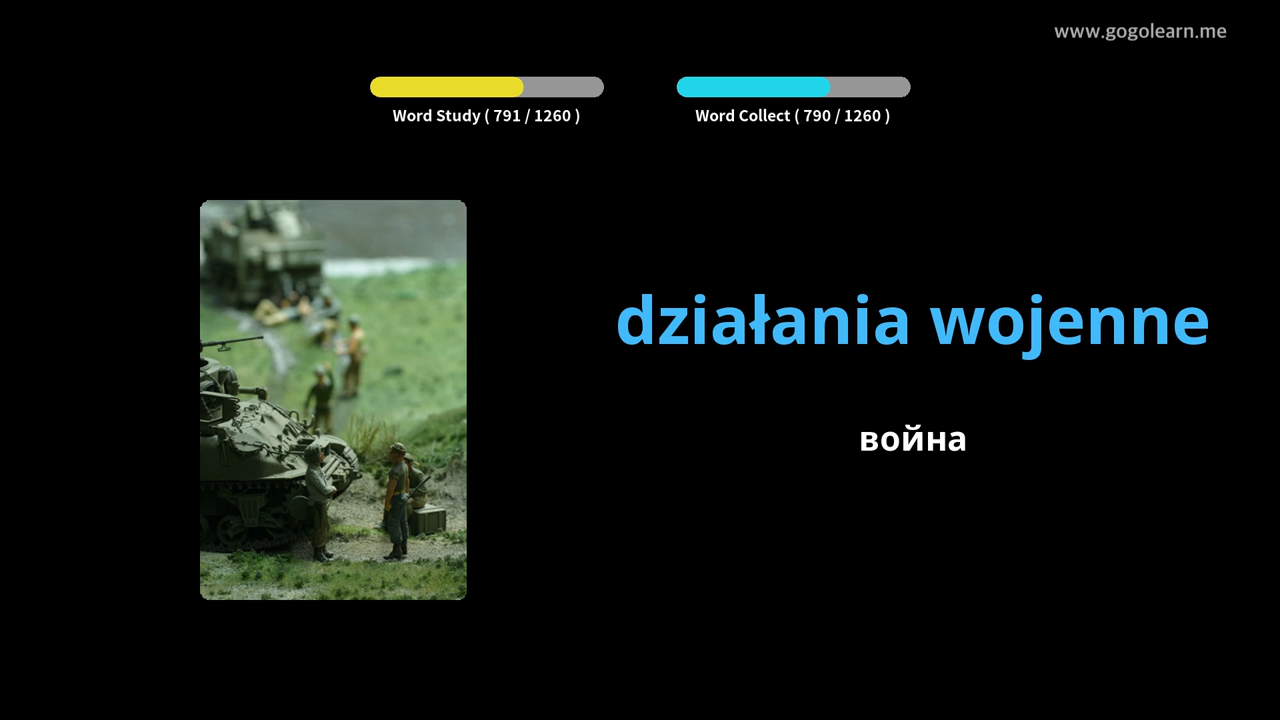 www.gogolearn.me
Word Study ( 791 / 1260 )
Word Collect ( 790 / 1260 )
działania wojenne
война